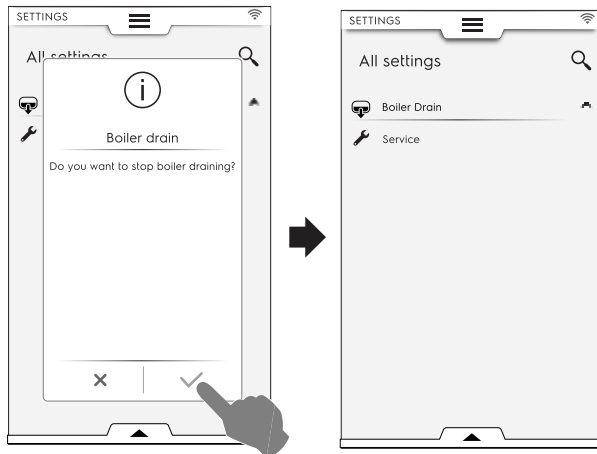 SETTINGS
All settings
Boiler drain
Do you want to stop boiler draining?
SETTINGS
All settings
Boiler Drain
Service